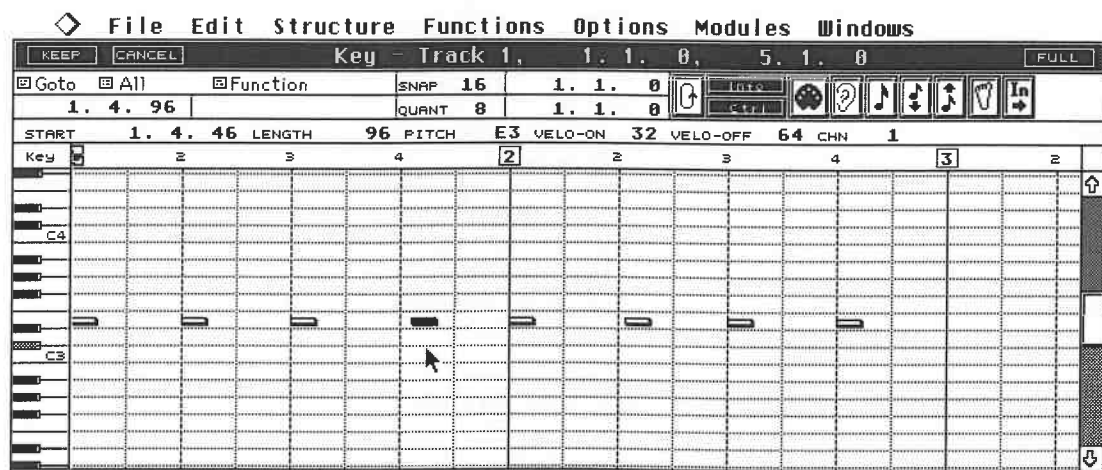 File Edit Structure Functions Options Modules Windows
KEEP CANCEL Key - Track 1, 1. 1. 0, 5. 1. 0 FULL
Goto All Function SNAP 16 1. 1. 0 Info In
1. 4. 96 QUANT 8 1. 1. 0
START 1. 4. 46 LENGTH 96 PITCH E3 VELO-ON 32 VELO-OFF 64 CHN 1
Key 2 3 4 2 2 3 4 3 2
C4
C3